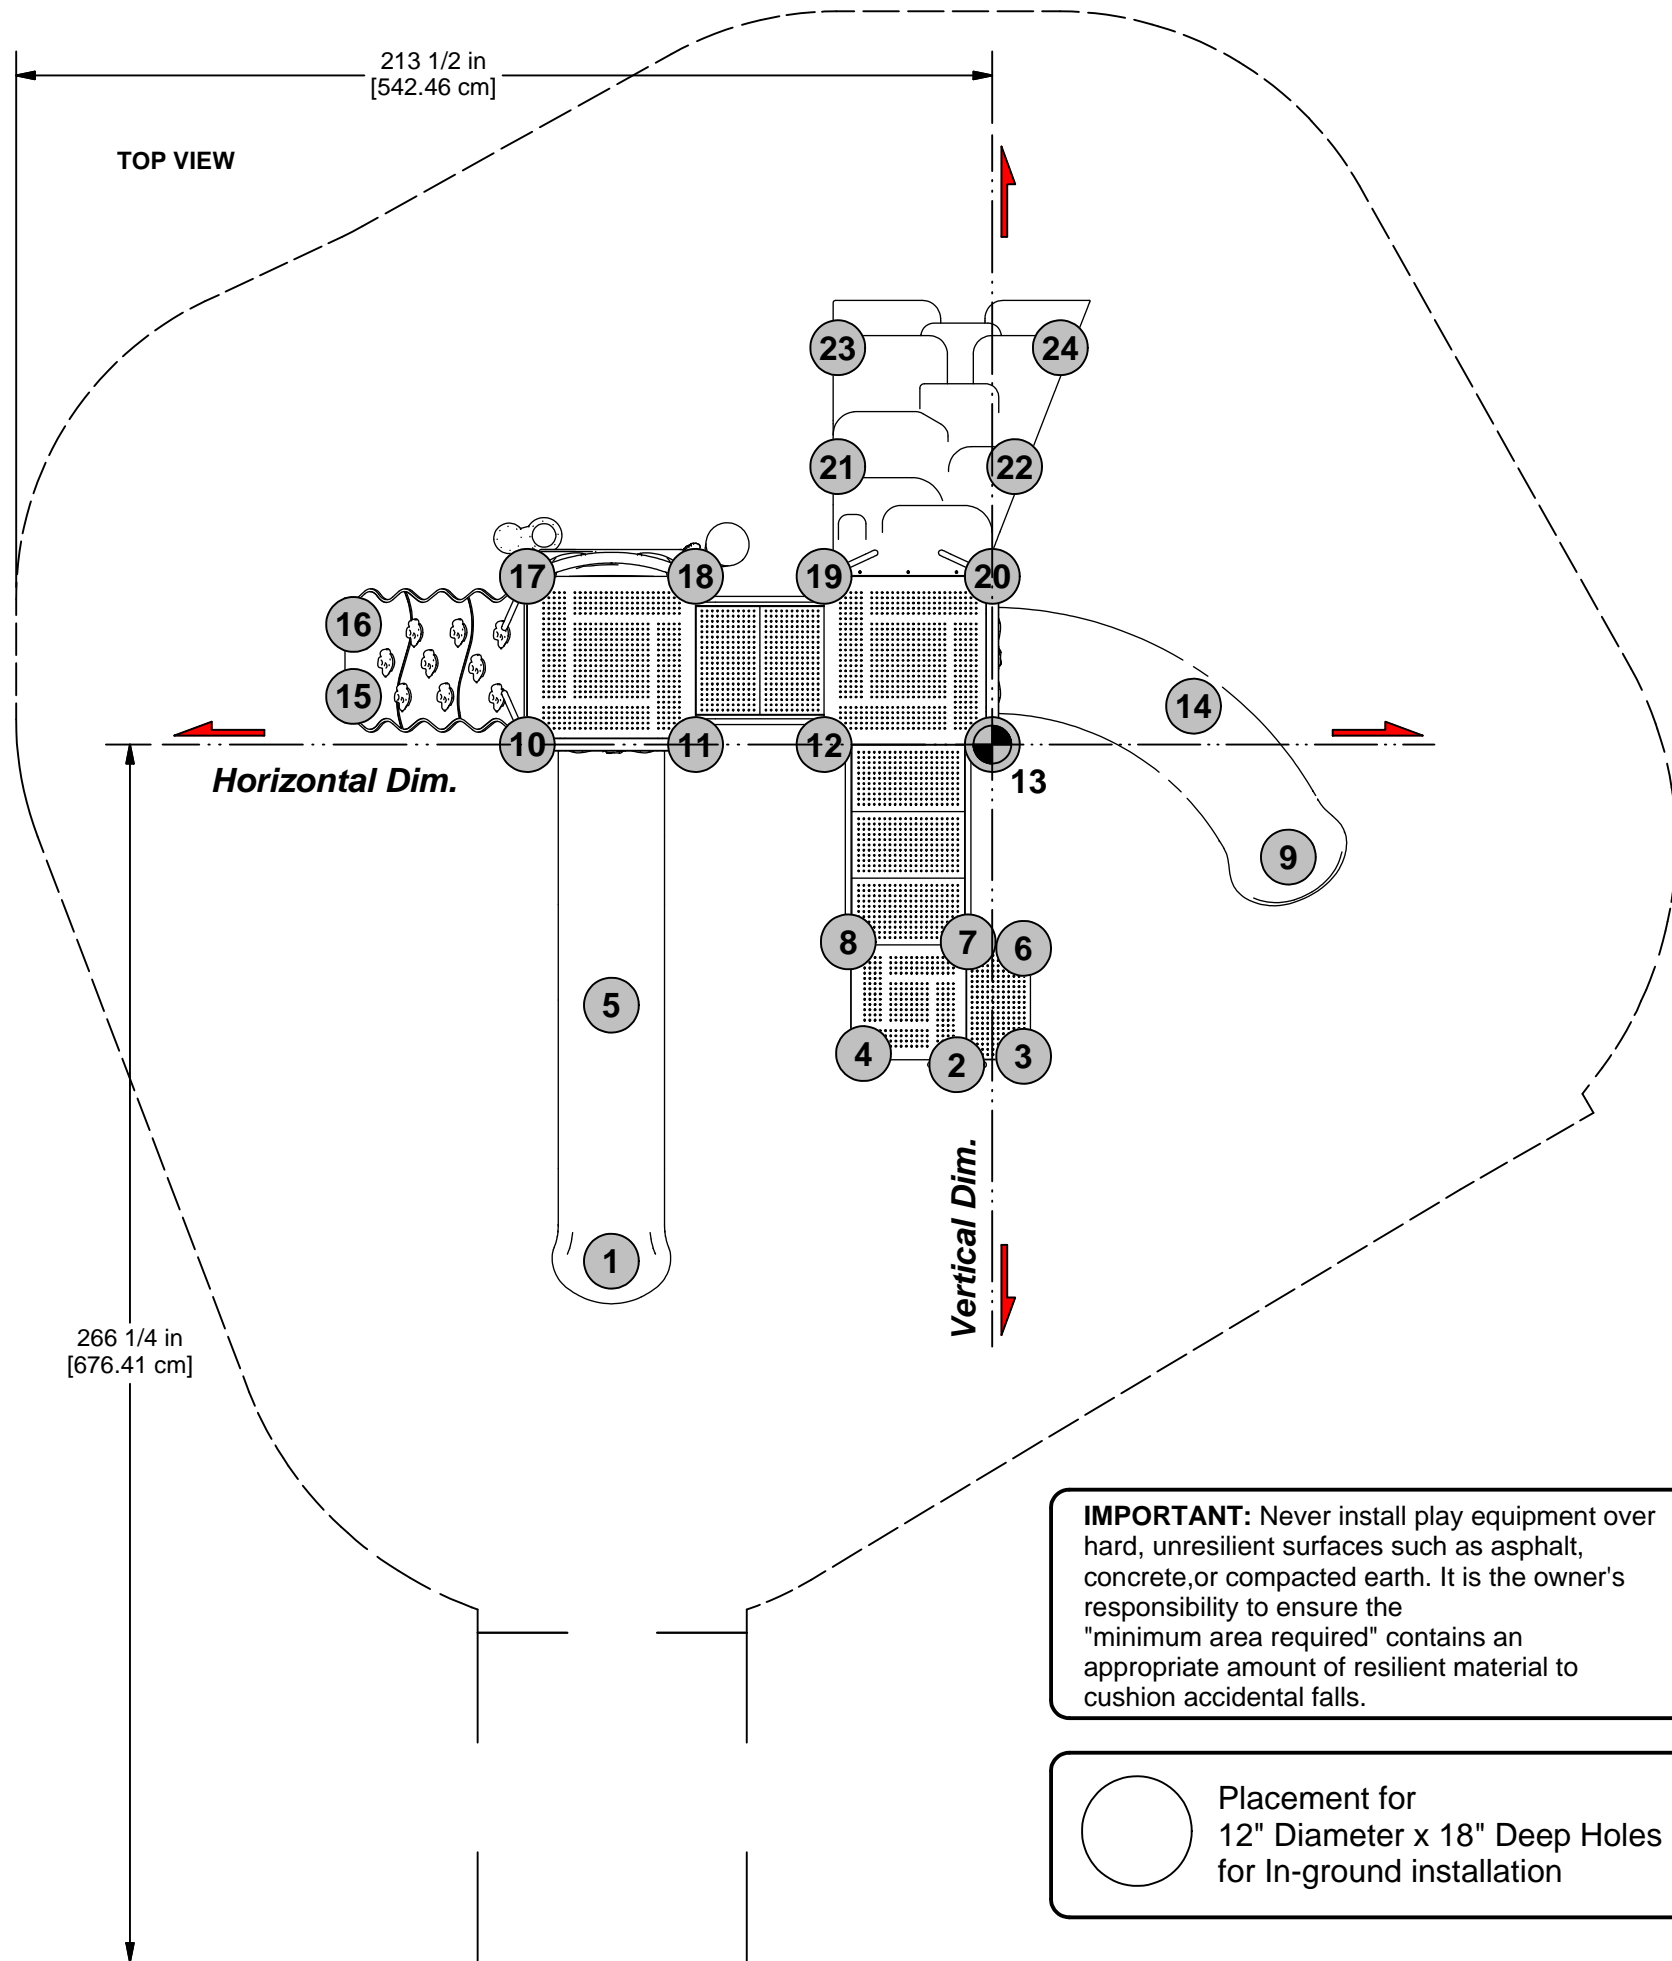 213 1/2 in
[542.46 cm]
TOP VIEW
23
24
21
22
17
18
19
20
16
15
14
10
11
12
13
Horizontal Dim.
9
8
7
6
5
4
2
3
Vertical Dim.
1
266 1/4 in
[676.41 cm]
IMPORTANT: Never install play equipment over
hard, unresilient surfaces such as asphalt,
concrete,or compacted earth. It is the owner's
responsibility to ensure the
"minimum area required" contains an
appropriate amount of resilient material to
cushion accidental falls.
Placement for
12" Diameter x 18" Deep Holes
for In-ground installation